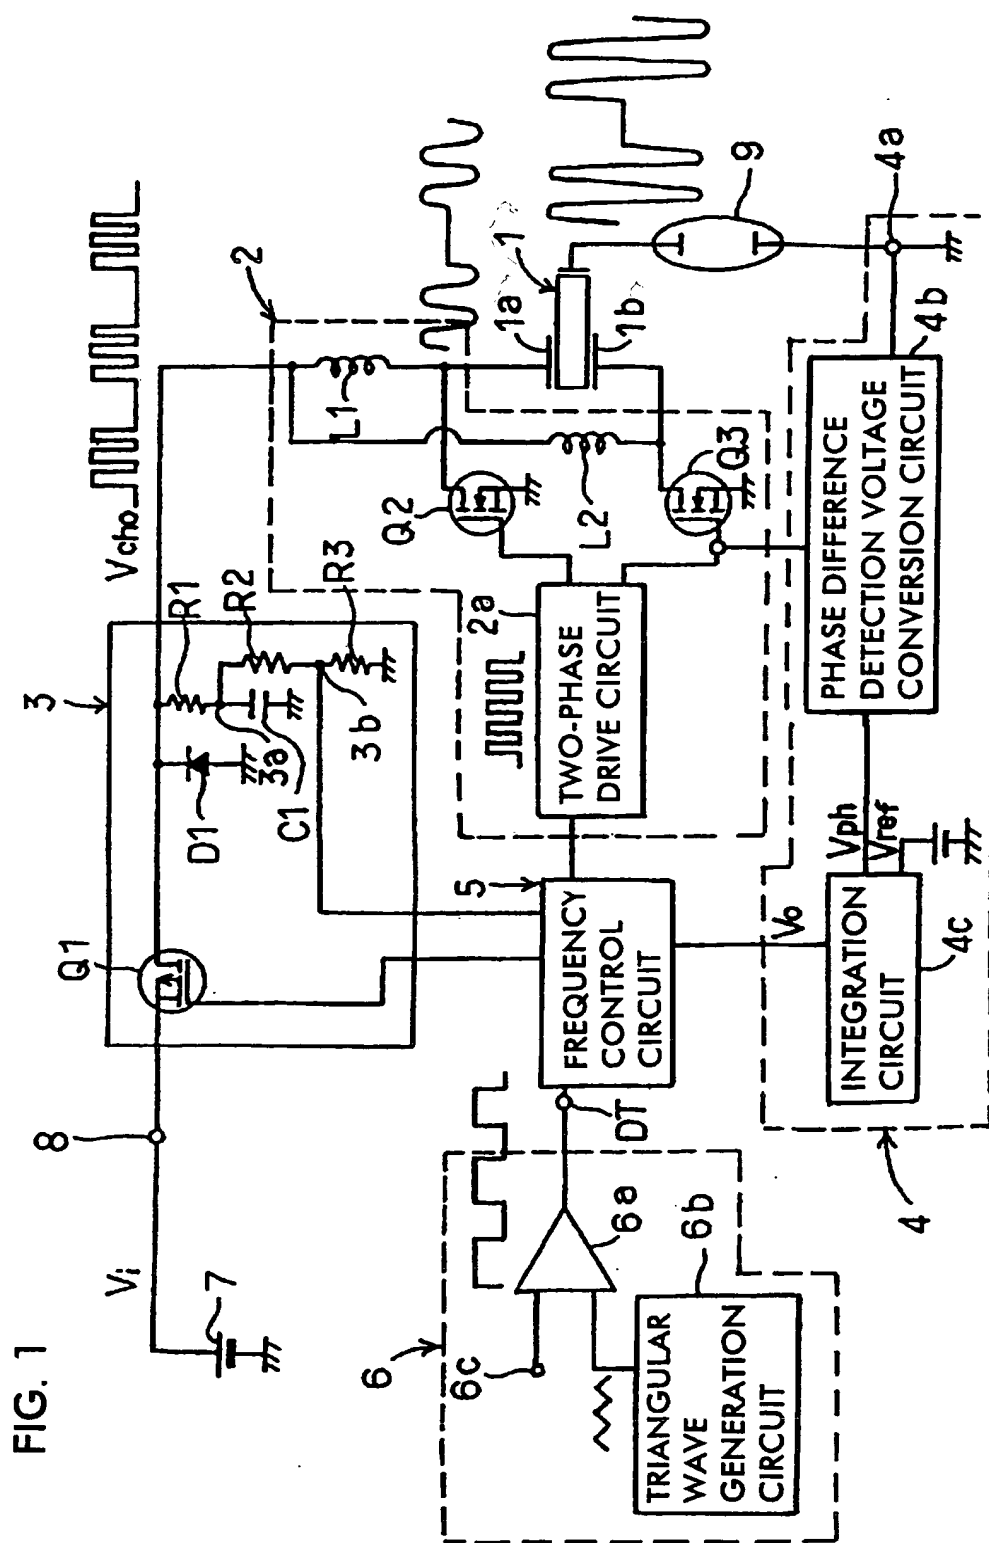 FIG. 1
Vi
7
8
Q1
3
D1
3a
C1
R1
R2
R3
3b
Vcho
2
L1
L2
Q2
Q3
1a
1
1b
9
4a
6
6c
6a
6b
TRIANGULAR
WAVE
GENERATION
CIRCUIT
DT
5
FREQUENCY
CONTROL
CIRCUIT
2a
TWO-PHASE
DRIVE CIRCUIT
4
Vo
INTEGRATION
CIRCUIT
4c
Vph
Vref
PHASE DIFFERENCE
DETECTION VOLTAGE
CONVERSION CIRCUIT
4b